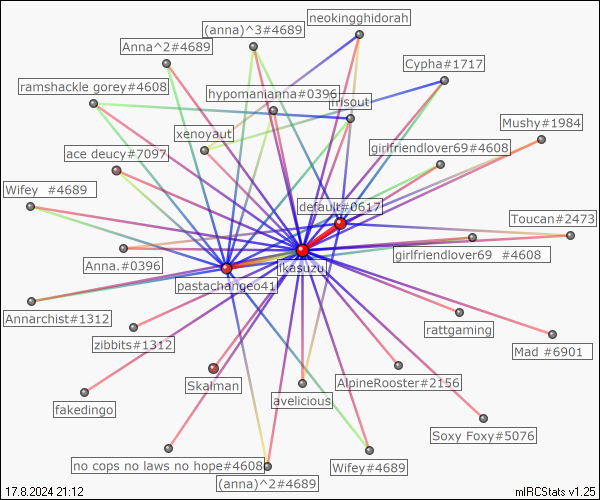 neokingghidorah
(anna)^3#4689
Anna^2#4689
Cypha#1717
ramshackle gorey#4608
hypomanianna#0396
frisout
Mushy#1984
xenoyaut
girlfriendlover69#4608
ace deucy#7097
Wifey #4689
default#0617
Toucan#2473
girlfriendlover69 #4608
Anna.#0396
ikasuzu
pastachangeo41
Annarchist#1312
rattgaming
zibbits#1312
Mad #6901
Skalman
AlpineRooster#2156
avelicious
fakedingo
Soxy Foxy#5076
no cops no laws no hope#4608
Wifey#4689
(anna)^2#4689
17.8.2024 21:12
mIRCStats v1.25